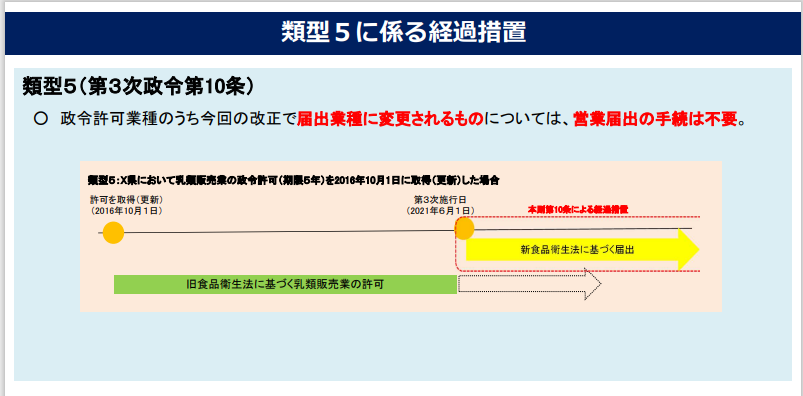 類型５に係る経過措置
類型５（第３次政令第10条）
○　政令許可業種のうち今回の改正で届出業種に変更されるものについては、営業届出の手続は不要。
類型５：X県において乳類販売業の政令許可（期限５年）を2016年10月１日に取得（更新）した場合
許可を取得（更新）
（2016年10月１日）
第３次施行日
（2021年６月１日）
本則第10条による経過措置
新食品衛生法に基づく届出
旧食品衛生法に基づく乳類販売業の許可